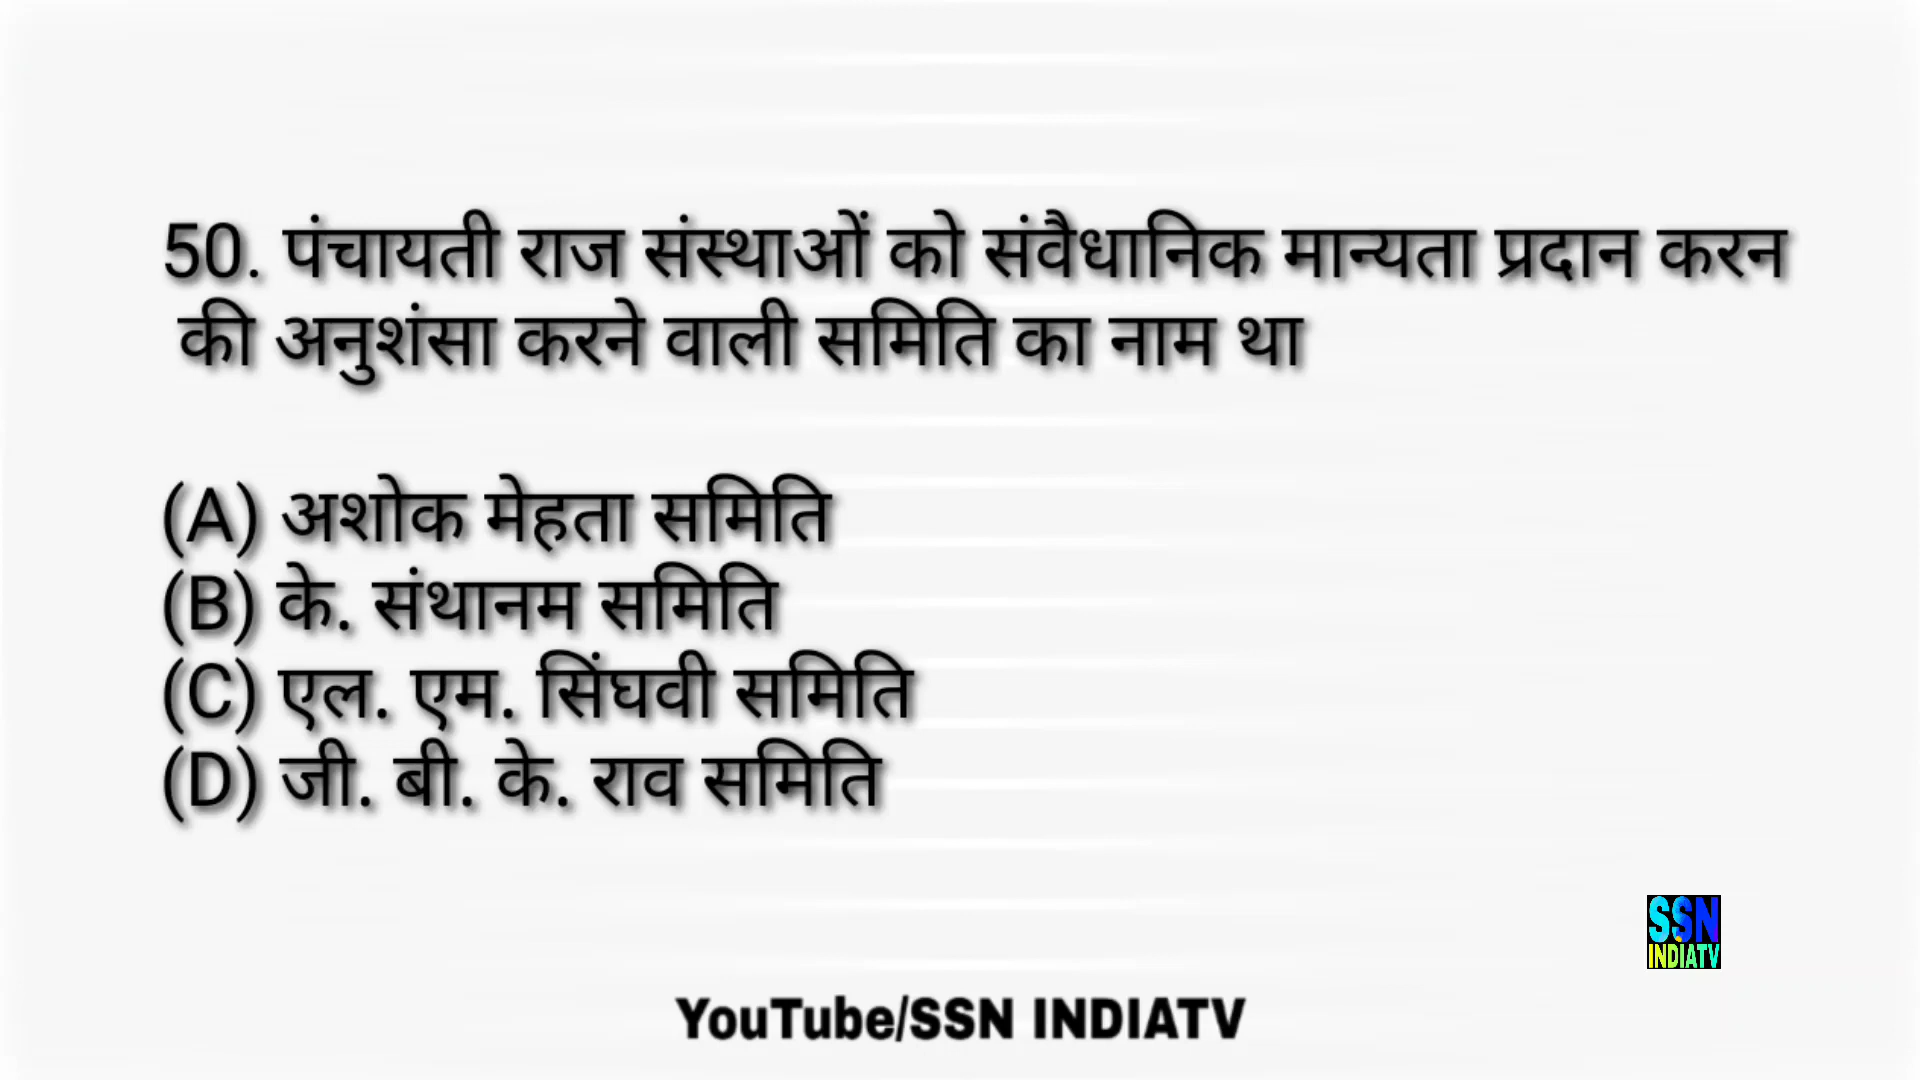 50. पंचायती राज संस्थाओं को संवैधानिक मान्यता प्रदान करन
की अनुशंसा करने वाली समिति का नाम था
(A) अशोक मेहता समिति
(B) के. संथानम समिति
(C) एल. एम. सिंघवी समिति
(D) जी. बी. के. राव समिति
SSN
INDIATV
YouTube/SSN INDIATV